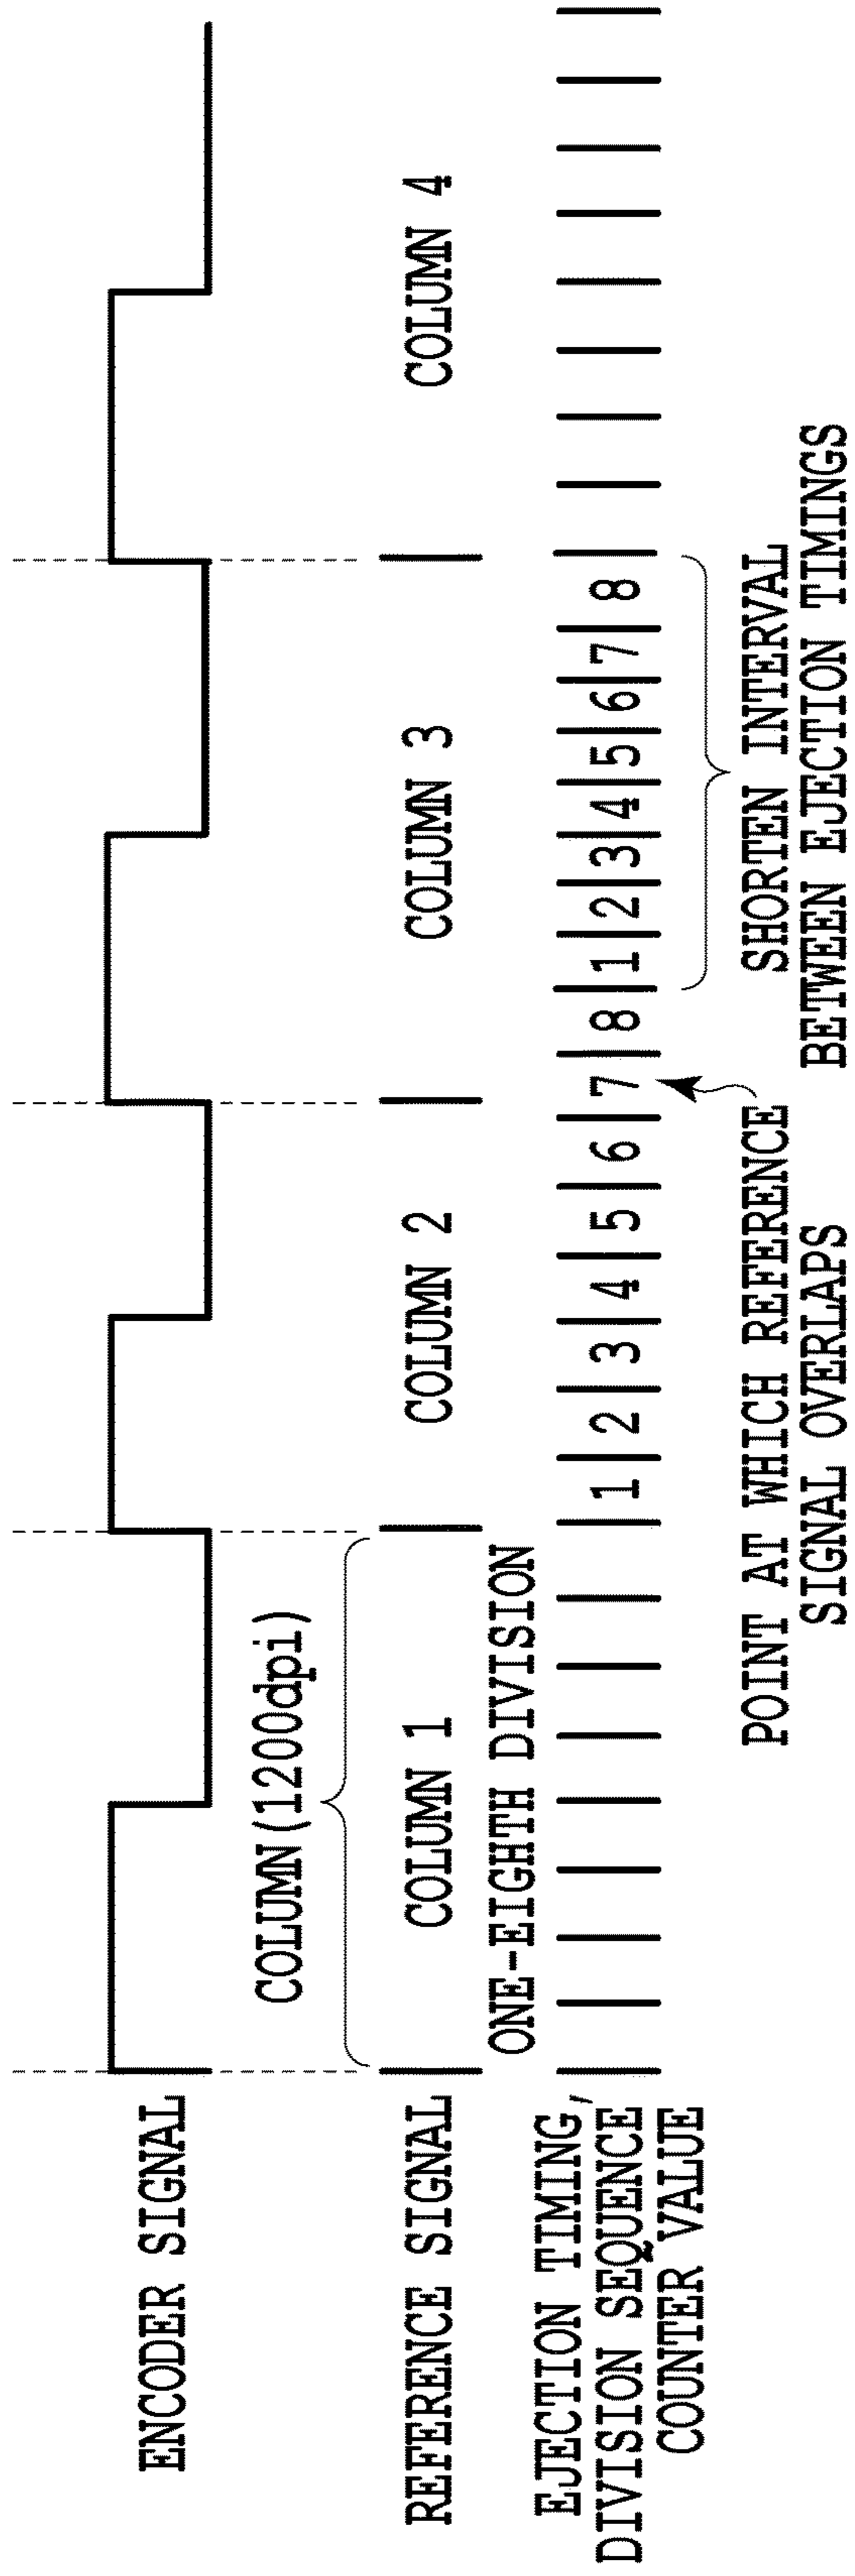 ENCODER SIGNAL
COLUMN(1200dpi)
REFERENCE SIGNAL
COLUMN 1
COLUMN 2
COLUMN 3
COLUMN 4
ONE-EIGHTH DIVISION
EJECTION TIMING,
DIVISION SEQUENCE
COUNTER VALUE
1 2 3 4 5 6 7 8 1 2 3 4 5 6 7 8
POINT AT WHICH REFERENCE
SIGNAL OVERLAPS
SHORTEN INTERVAL
BETWEEN EJECTION TIMINGS